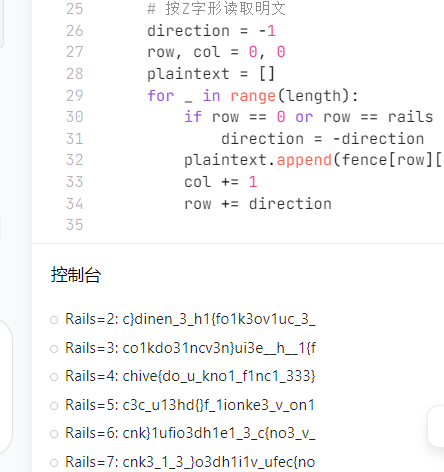 25 # 按Z字形读取明文
26 direction = -1
27 row, col = 0, 0
28 plaintext = []
29 for _ in range(length):
30 if row == 0 or row == rails
31 direction = -direction
32 plaintext.append(fence[row][
33 col += 1
34 row += direction
35
控制台
Rails=2: c}dinen_3_h1{fo1k3ov1uc_3_
Rails=3: co1kdo31ncv3n}ui3e__h__1{f
Rails=4: chive{do_u_kno1_f1nc1_333}
Rails=5: c3c_u13hd{}f_1ionke3_v_on1
Rails=6: cnk}1ufio3dh1e1_3_c{no3_v_
Rails=7: cnk3_1_3_}o3dh1i1v_ufec{no